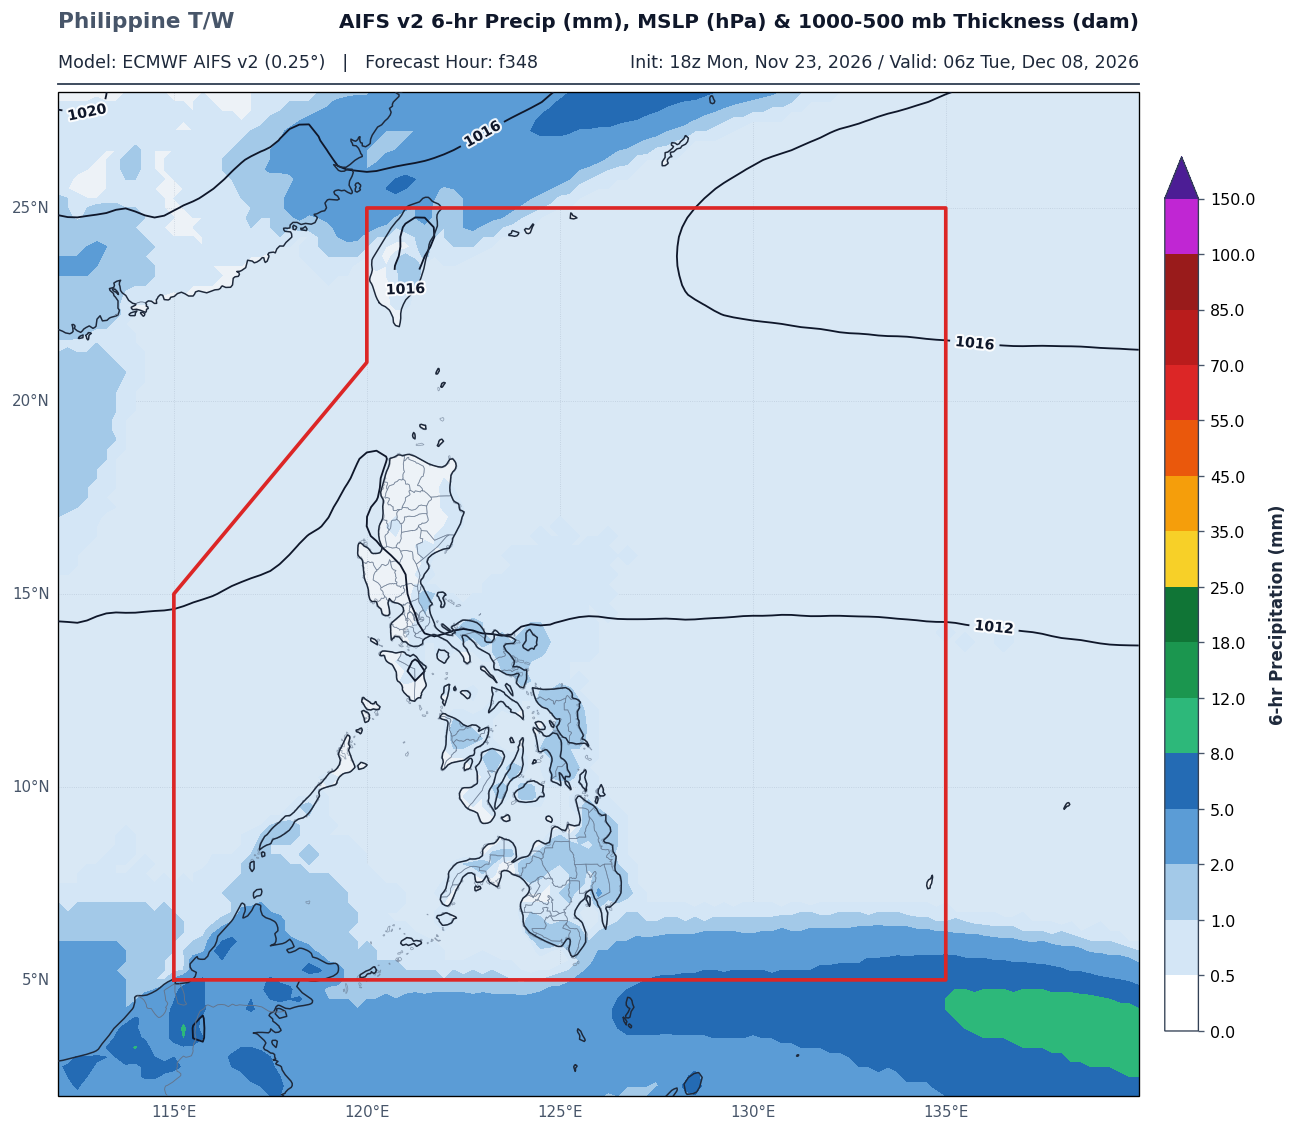 Philippine T/W
AIFS v2 6-hr Precip (mm), MSLP (hPa) & 1000-500 mb Thickness (dam)
Model: ECMWF AIFS v2 (0.25°) | Forecast Hour: f348
Init: 18z Mon, Nov 23, 2026 / Valid: 06z Tue, Dec 08, 2026
1020
1016
1016
1016
1012
25°N
20°N
15°N
10°N
5°N
115°E
120°E
125°E
130°E
135°E
150.0
100.0
85.0
70.0
55.0
45.0
35.0
25.0
18.0
12.0
8.0
5.0
2.0
1.0
0.5
0.0
6-hr Precipitation (mm)